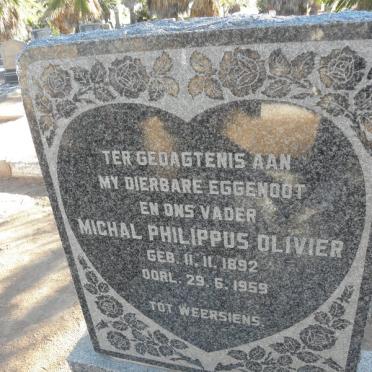 TER GEDAGTENIS AAN
MY DIERBARE EGGENOOT
EN ONS VADER
MICHAL PHILIPPUS OLIVIER
GEB. 11. 11. 1892
OORL. 29. 6. 1959
TOT WEERSIENS